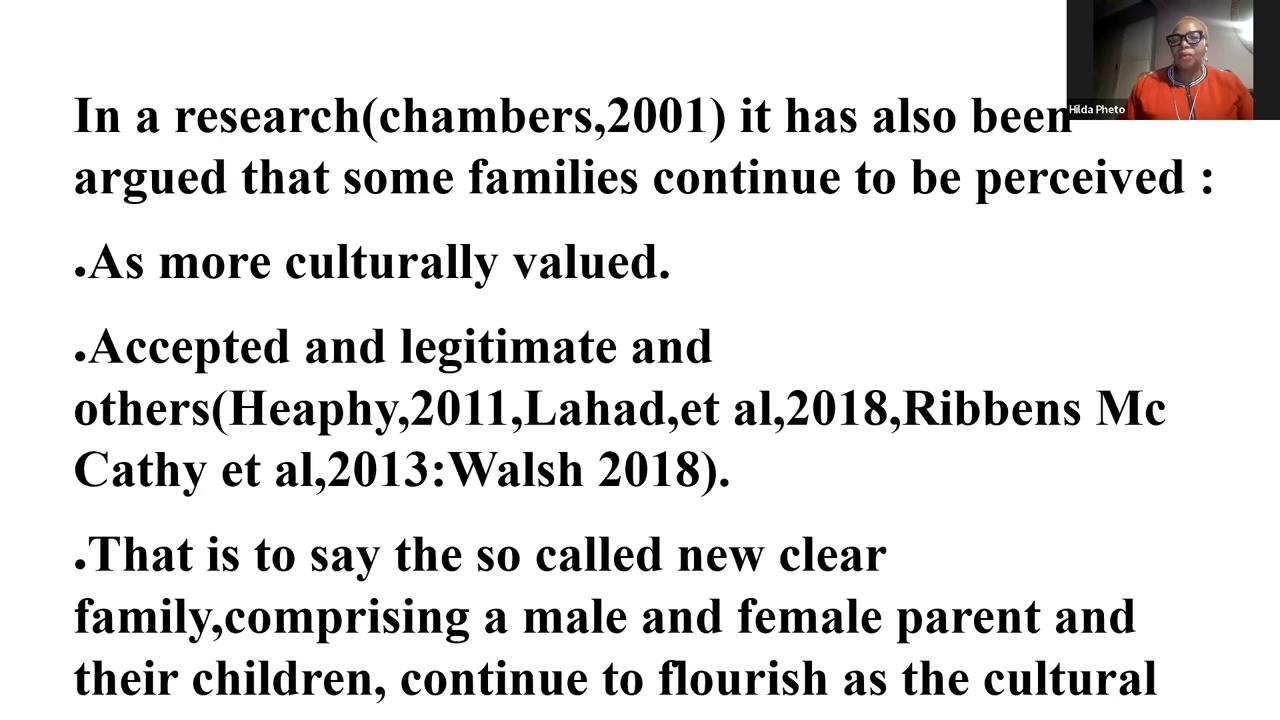 In a research(chambers,2001) it has also been
argued that some families continue to be perceived :
•As more culturally valued.
•Accepted and legitimate and
others(Heaphy,2011,Lahad,et al,2018,Ribbens Mc
Cathy et al,2013:Walsh 2018).
•That is to say the so called new clear
family,comprising a male and female parent and
their children, continue to flourish as the cultural
Hilda Pheto